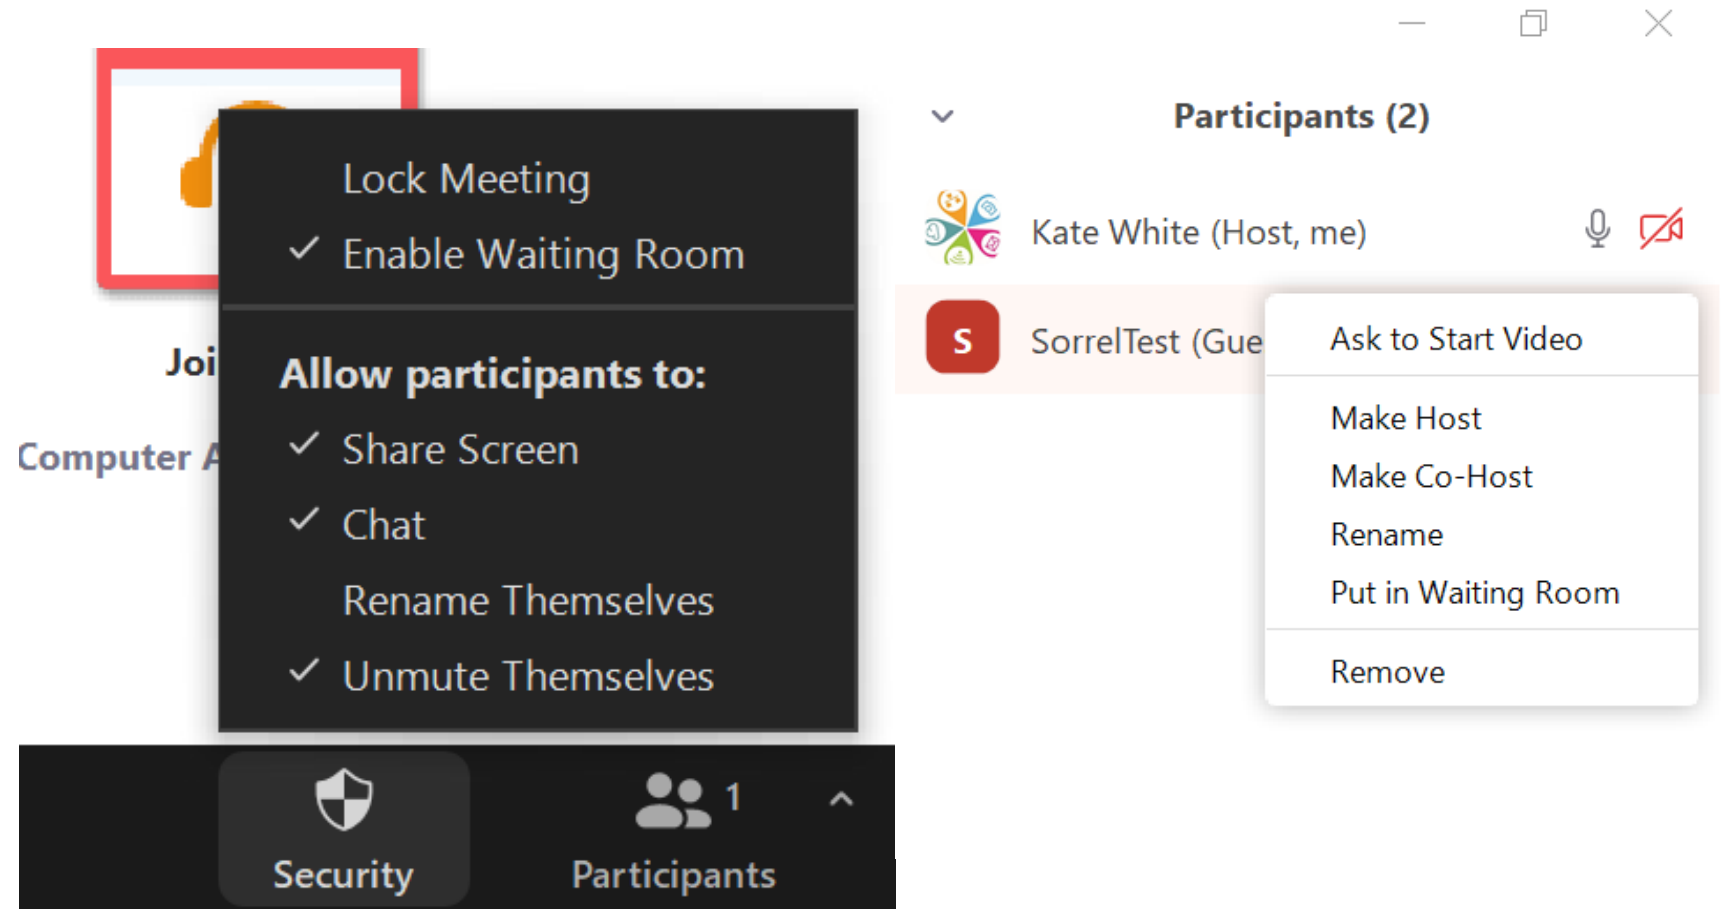 Lock Meeting
Enable Waiting Room
Allow participants to:
Share Screen
Chat
Rename Themselves
Unmute Themselves
Joi
Computer A
Security
Participants
1
Participants (2)
Kate White (Host, me)
S
SorrelTest (Gue
Ask to Start Video
Make Host
Make Co-Host
Rename
Put in Waiting Room
Remove